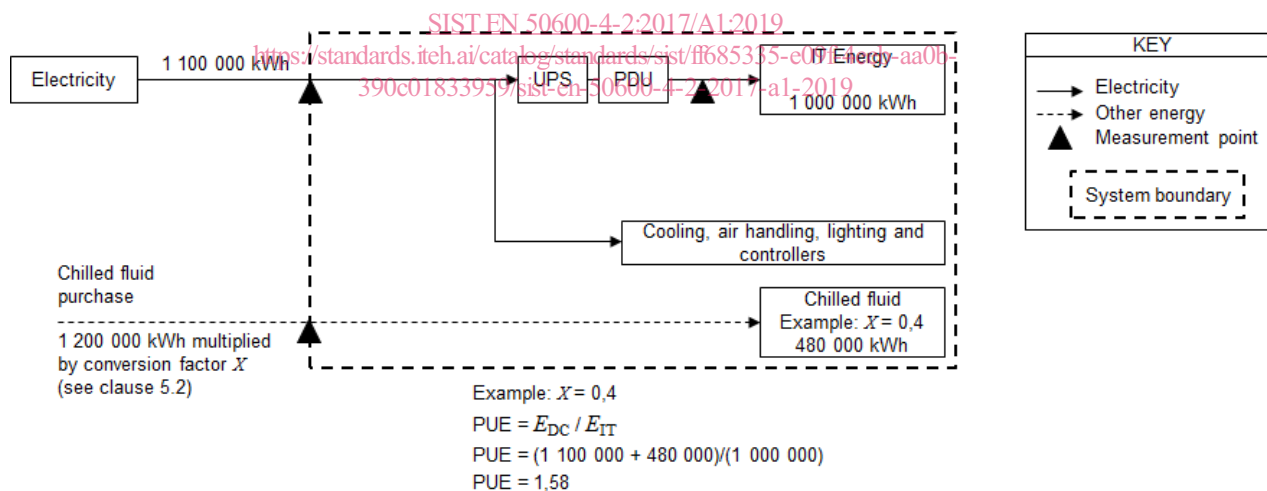 SIST EN 50600-4-2:2017/A1:2019
https://standards.iteh.ai/catalog/standards/sist/ff685335-e0 -aa0b-
390c01833959/sist-en-50600-4-2-2017-a1-2019
Electricity
1 100 000 kWh
UPS
PDU
IT Energy
1 000 000 kWh
Cooling, air handling, lighting and
controllers
Chilled fluid
purchase
1 200 000 kWh multiplied
by conversion factor X
(see clause 5.2)
Chilled fluid
Example: X = 0,4
480 000 kWh
Example: X = 0,4
PUE = EDC / EIT
PUE = (1 100 000 + 480 000)/(1 000 000)
PUE = 1,58
KEY
Electricity
Other energy
Measurement point
System boundary